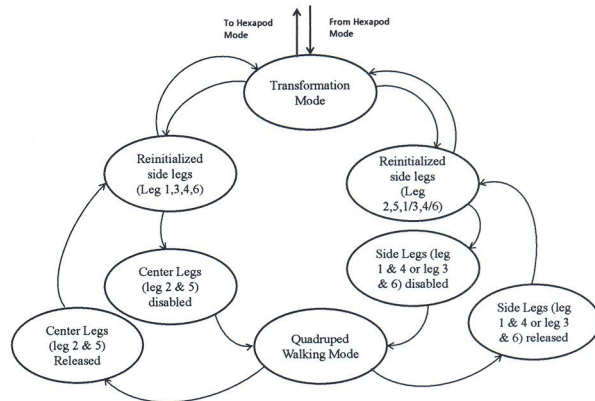 To Hexapod
Mode
From Hexapod
Mode
Transformation
Mode
Reinitialized
side legs
(Leg 1,3,4,6)
Reinitialized
side legs
(Leg
2,5,1/3,4/6)
Center Legs
(leg 2 & 5)
disabled
Side Legs (leg
1 & 4 or leg 3
& 6) disabled
Center Legs
(leg 2 & 5)
Released
Quadruped
Walking Mode
Side Legs (leg
1 & 4 or leg 3
& 6) released